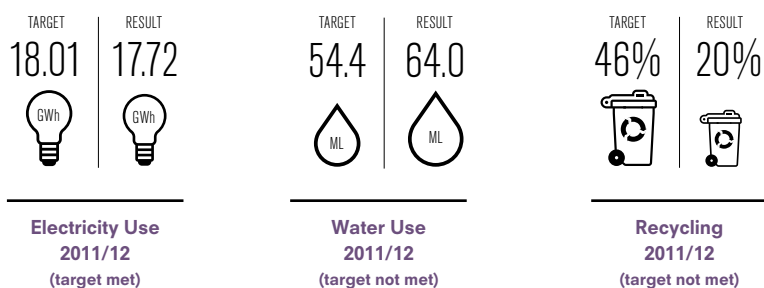 TARGET
RESULT
18.01
17.72
GWh
GWh
Electricity Use
2011/12
(target met)
TARGET
RESULT
54.4
64.0
ML
ML
Water Use
2011/12
(target not met)
TARGET
RESULT
46%
20%
Recycling
2011/12
(target not met)